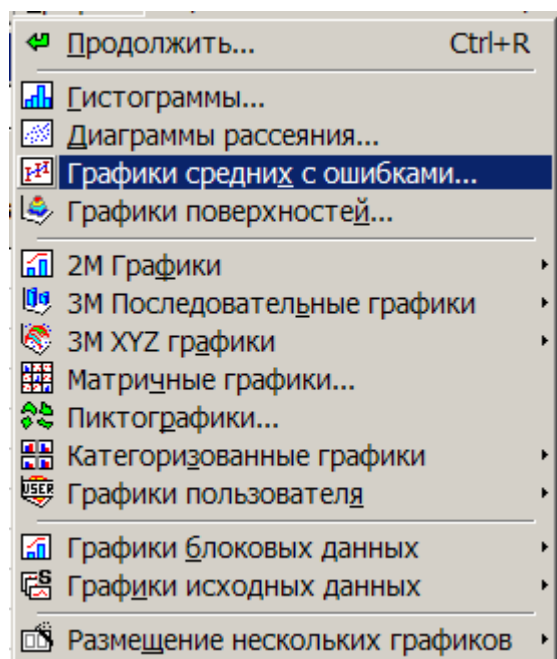 Продолжить... Ctrl+R
Гистограммы...
Диаграммы рассеяния...
Графики средних с ошибками...
Графики поверхностей...
2М Графики
3М Последовательные графики
3М XYZ графики
Матричные графики...
Пиктографики...
Категоризованные графики
USER Графики пользователя
Графики блоковых данных
S Графики исходных данных
Размещение нескольких графиков